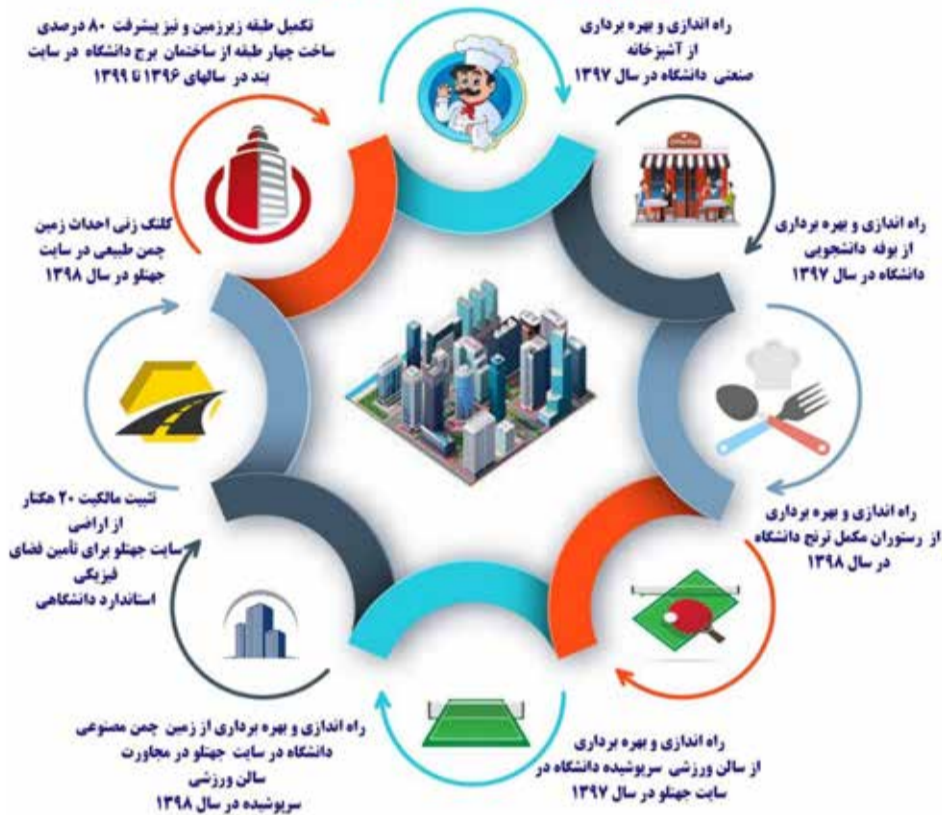 راه اندازی و بهره برداری
از آشپزخانه
صنعتی دانشگاه در سال ۱۳۹۷
راه اندازی و بهره برداری
از بوفه دانشجویی
دانشگاه در سال ۱۳۹۷
راه اندازی و بهره برداری
از رستوران مکمل ترنج دانشگاه
در سال ۱۳۹۸
راه اندازی و بهره برداری
از سالن ورزشی سرپوشیده دانشگاه در
سایت جهتلو در سال ۱۳۹۷
راه اندازی و بهره برداری از زمین چمن مصنوعی
دانشگاه در سایت جهتلو در مجاورت
سالن ورزشی
سرپوشیده در سال ۱۳۹۸
تثبیت مالکیت ۲۰ هکتار
از اراضی
سایت جهتلو برای تأمین فضای
فیزیکی
استاندارد دانشگاهی
کلنگ زنی احداث زمین
چمن طبیعی در سایت
جهتلو در سال ۱۳۹۸
تکمیل طبقه زیرزمین و نیز پیشرفت ۸۰ درصدی
ساخت چهار طبقه از ساختمان برج دانشگاه در سایت
بند در سالهای ۱۳۹۶ تا ۱۳۹۹